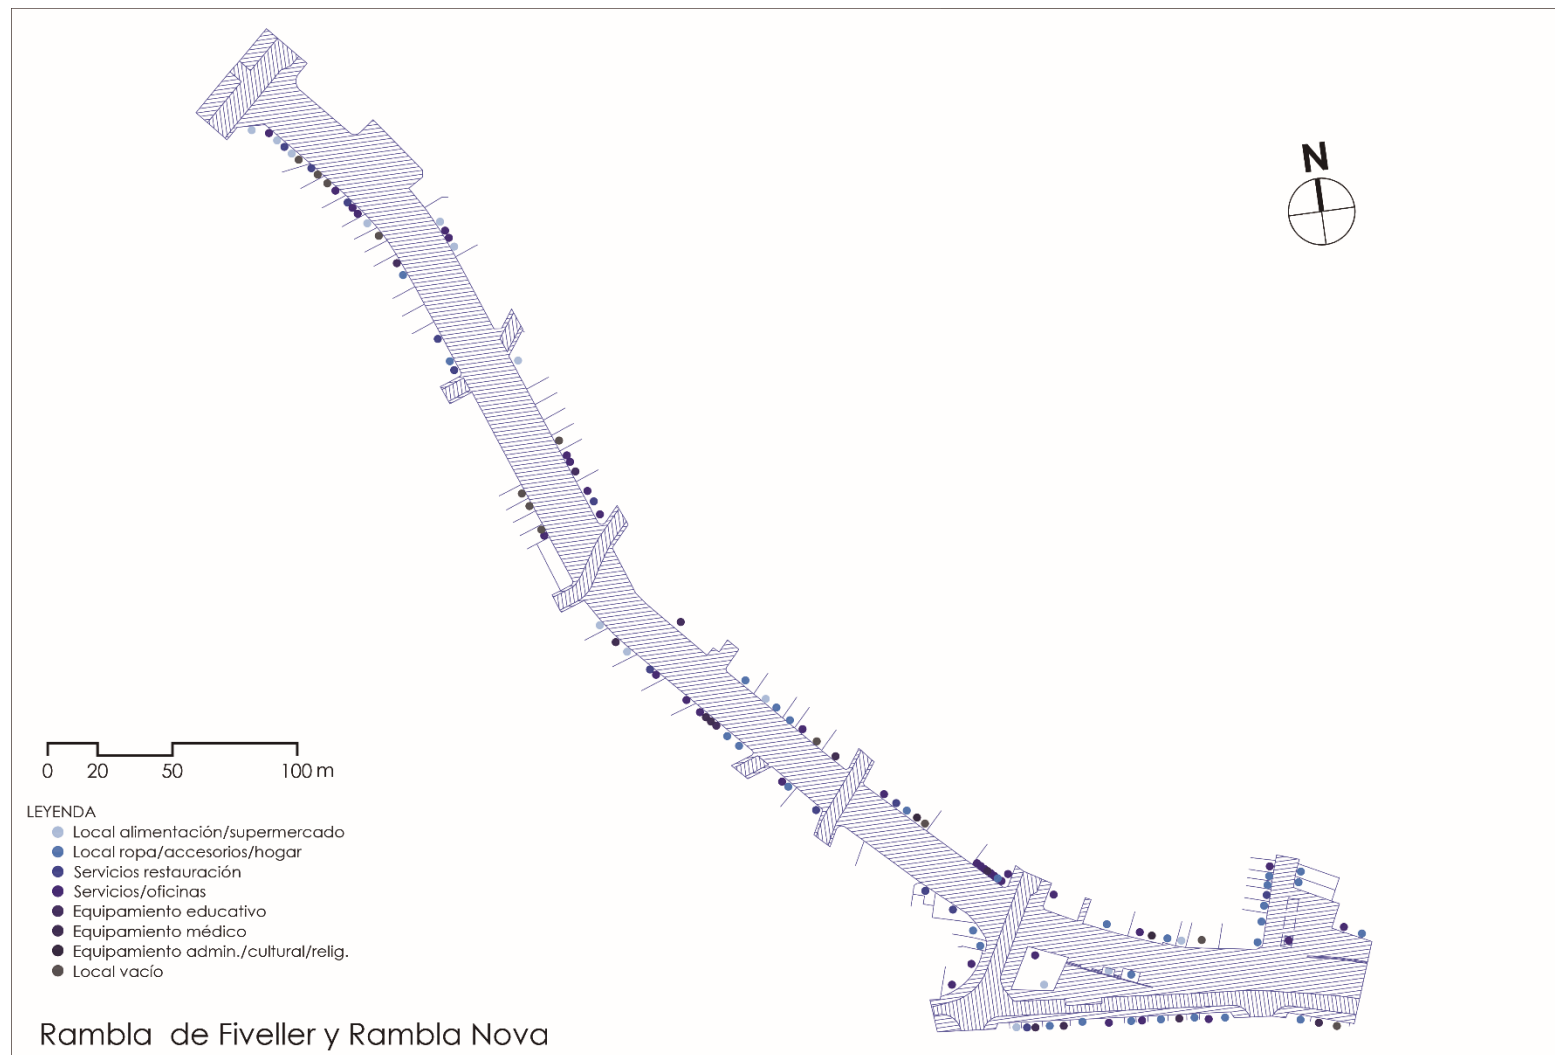 N
0 20 50 100 m
LEYENDA
Local alimentación/supermercado
Local ropa/accesorios/hogar
Servicios restauración
Servicios/oficinas
Equipamiento educativo
Equipamiento médico
Equipamiento admin./cultural/relig.
Local vacío
Rambla de Fiveller y Rambla Nova